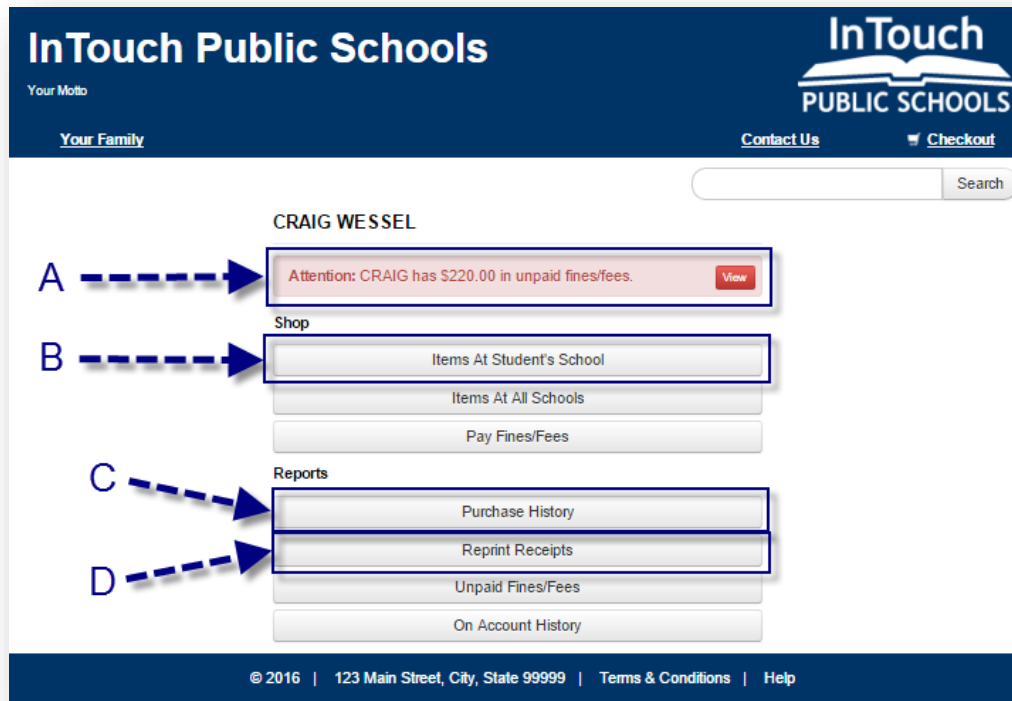 InTouch Public Schools
Your Motto
InTouch
PUBLIC SCHOOLS
Your Family
Contact Us
Checkout
Search
CRAIG WESSEL
A
Attention: CRAIG has $220.00 in unpaid fines/fees.
View
Shop
B
Items At Student's School
Items At All Schools
Pay Fines/Fees
Reports
C
Purchase History
D
Reprint Receipts
Unpaid Fines/Fees
On Account History
© 2016 | 123 Main Street, City, State 99999 | Terms & Conditions | Help